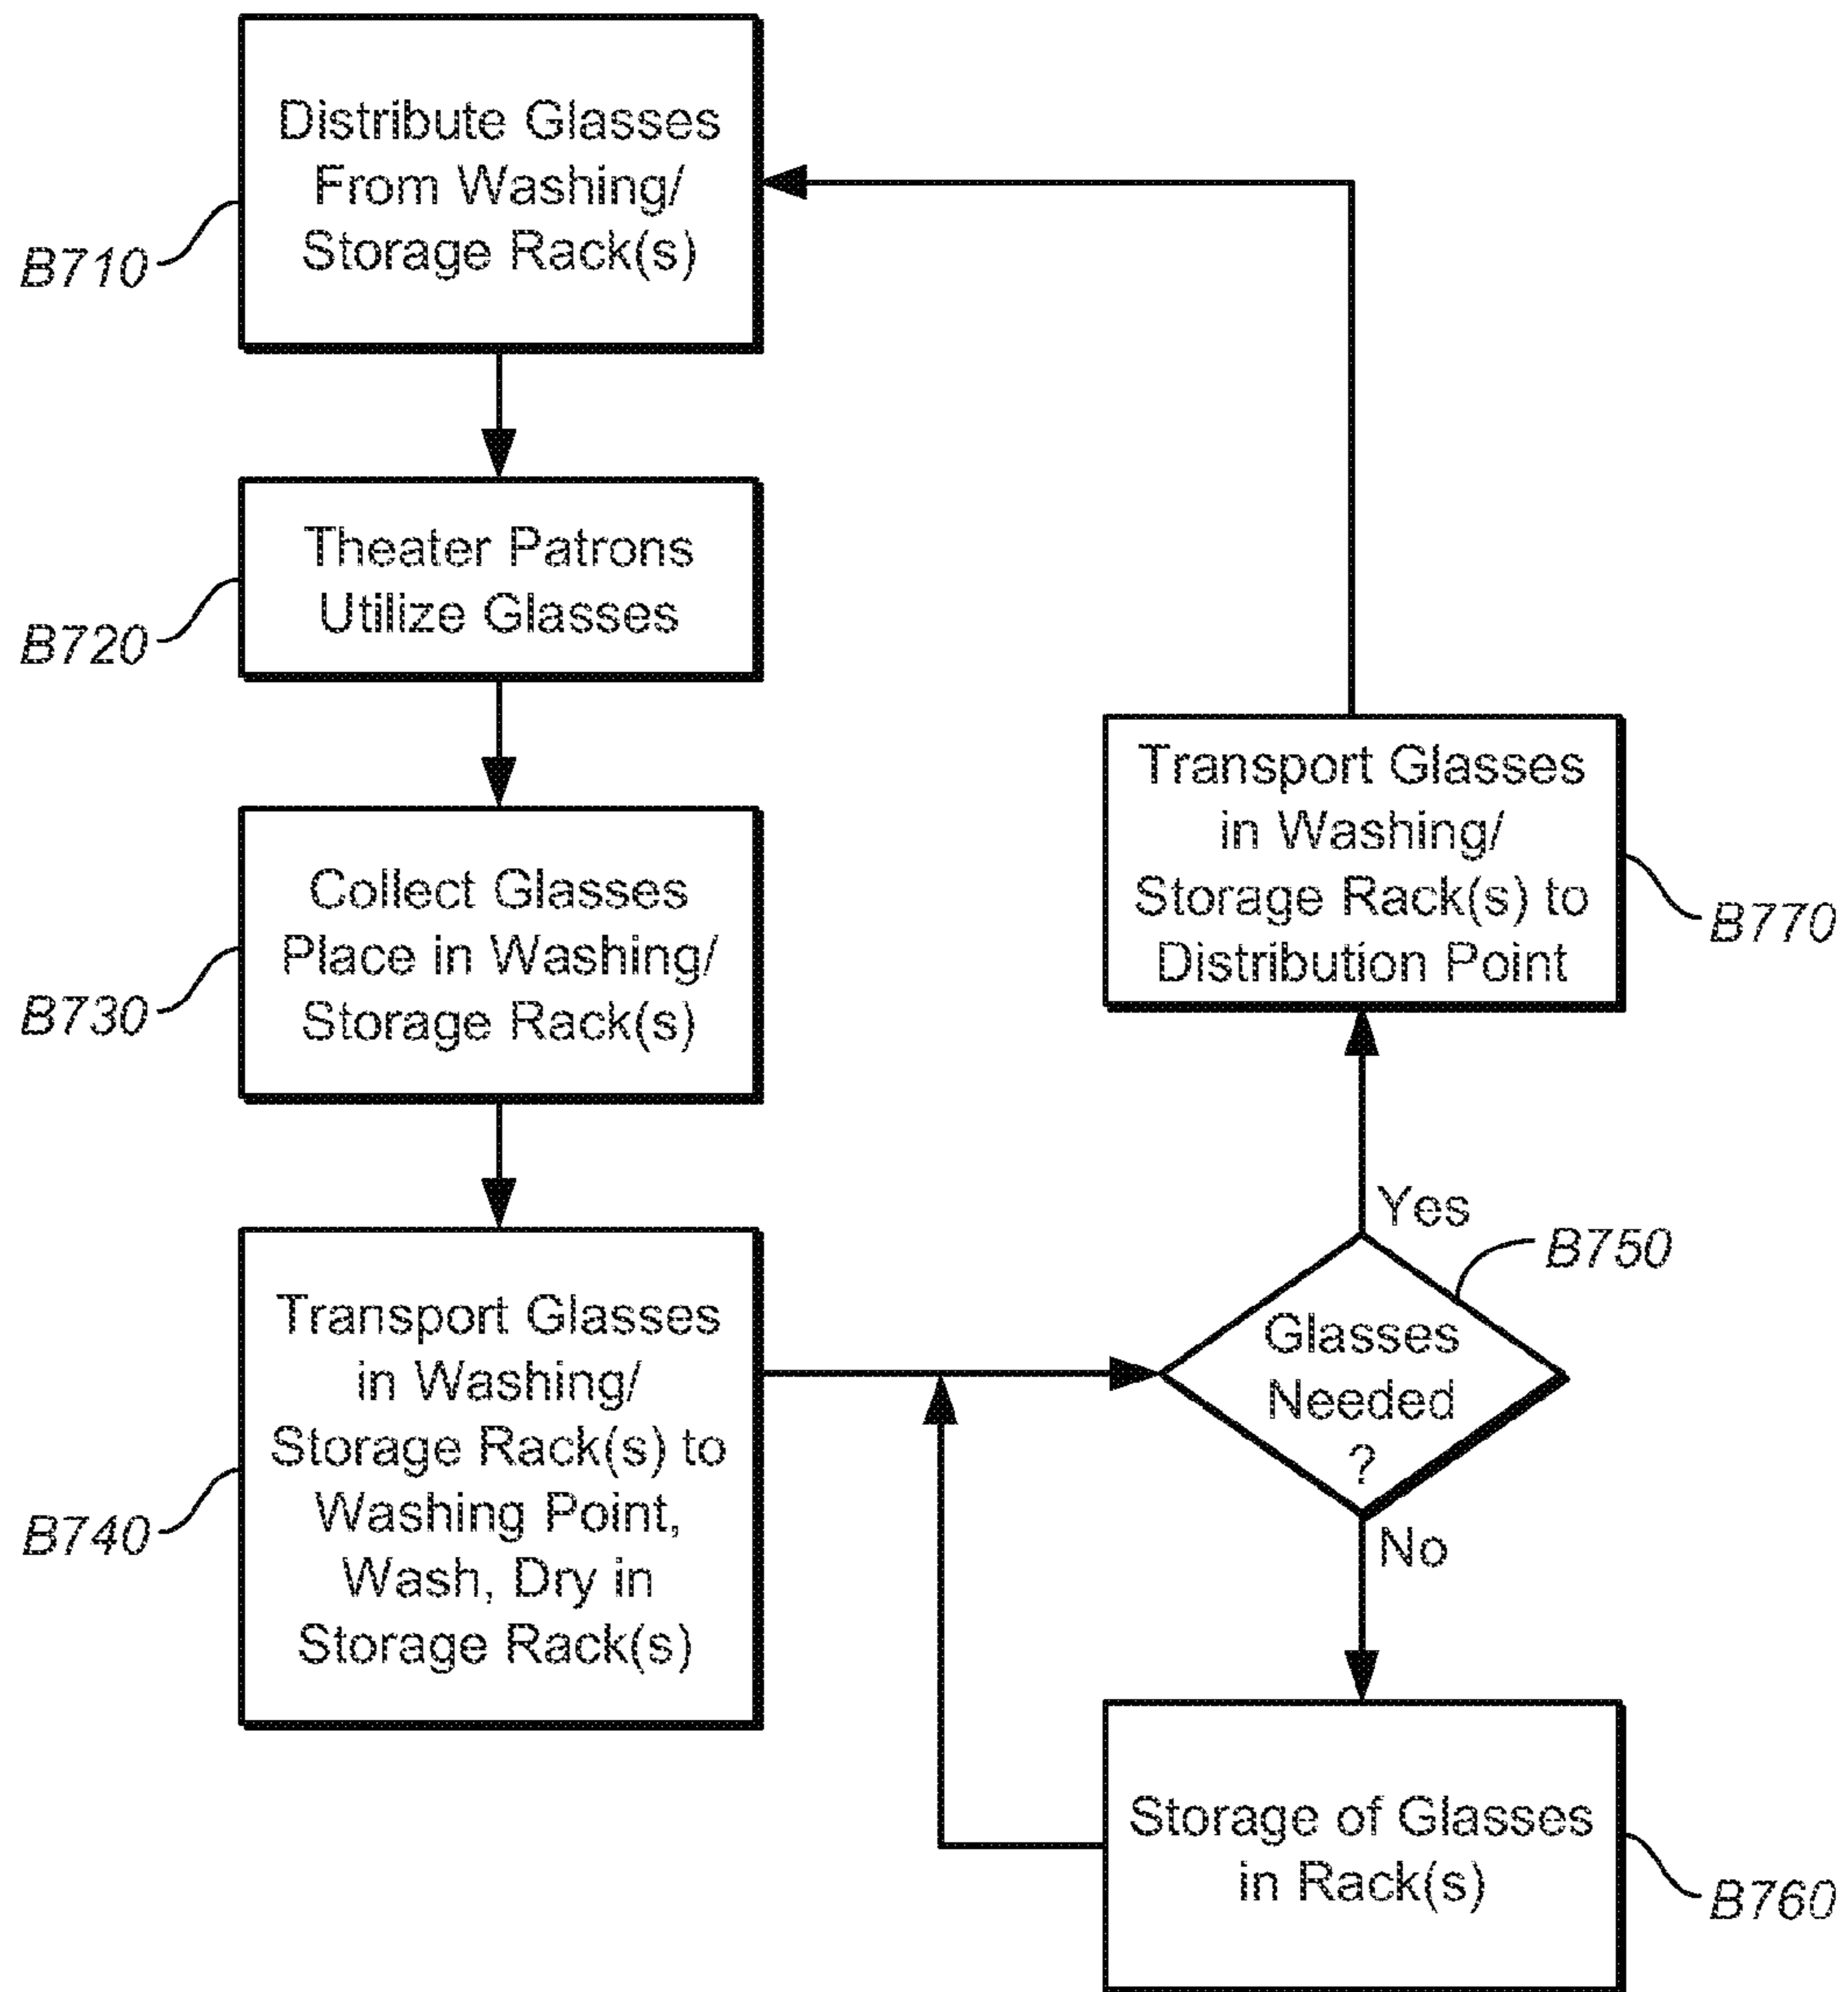 Distribute Glasses
From Washing/
Storage Rack(s)
B710
Theater Patrons
Utilize Glasses
B720
Collect Glasses
Place in Washing/
Storage Rack(s)
B730
Transport Glasses
in Washing/
Storage Rack(s) to
Washing Point,
Wash, Dry in
Storage Rack(s)
B740
Transport Glasses
in Washing/
Storage Rack(s) to
Distribution Point
B770
Yes
B750
Glasses
Needed
?
No
Storage of Glasses
in Rack(s)
B760